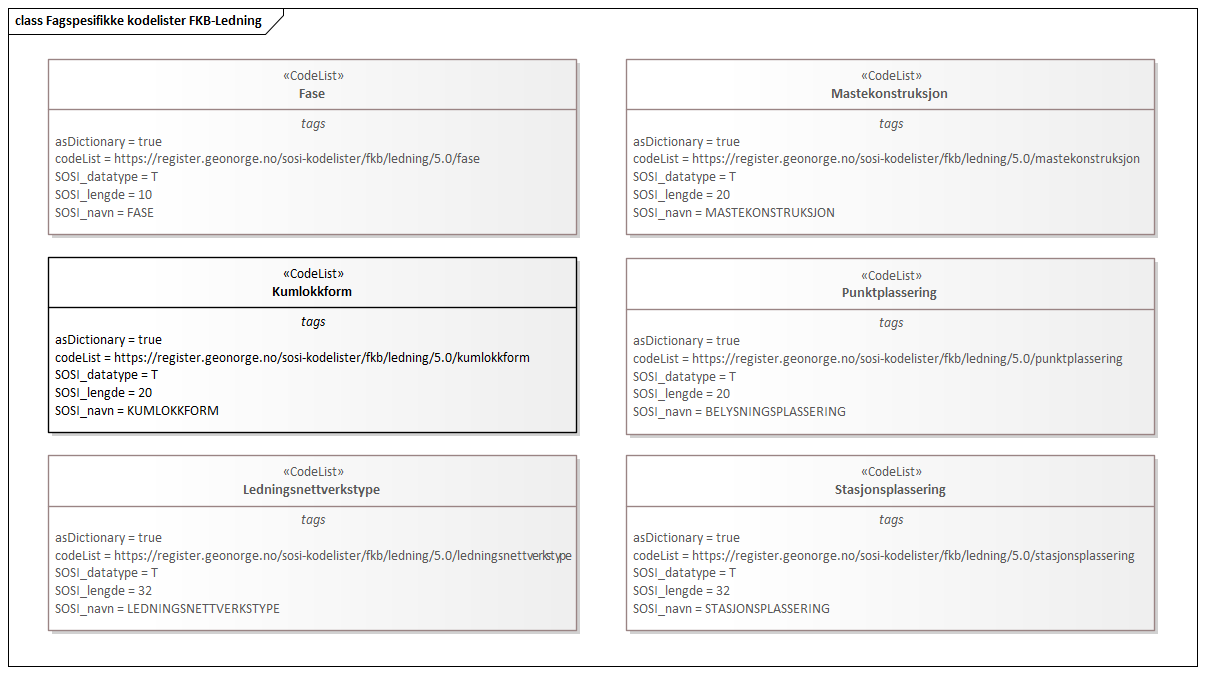 class Fagspesifikke kodelister FKB-Ledning
«CodeList»
Fase
tags
asDictionary = true
codeList = https://register.geonorge.no/sosi-kodelister/fkb/ledning/5.0/fase
SOSI_datatype = T
SOSI_lengde = 10
SOSI_navn = FASE
«CodeList»
Mastekonstruksjon
tags
asDictionary = true
codeList = https://register.geonorge.no/sosi-kodelister/fkb/ledning/5.0/mastekonstruksjon
SOSI_datatype = T
SOSI_lengde = 20
SOSI_navn = MASTEKONSTRUKSJON
«CodeList»
Kumlokkform
tags
asDictionary = true
codeList = https://register.geonorge.no/sosi-kodelister/fkb/ledning/5.0/kumlokkform
SOSI_datatype = T
SOSI_lengde = 20
SOSI_navn = KUMLOKKFORM
«CodeList»
Punktplassering
tags
asDictionary = true
codeList = https://register.geonorge.no/sosi-kodelister/fkb/ledning/5.0/punktplassering
SOSI_datatype = T
SOSI_lengde = 20
SOSI_navn = BELYSNINGSPLASSERING
«CodeList»
Ledningsnettverkstype
tags
asDictionary = true
codeList = https://register.geonorge.no/sosi-kodelister/fkb/ledning/5.0/ledningsnettverkstype
SOSI_datatype = T
SOSI_lengde = 32
SOSI_navn = LEDNINGSNETTVERKSTYPE
«CodeList»
Stasjonsplassering
tags
asDictionary = true
codeList = https://register.geonorge.no/sosi-kodelister/fkb/ledning/5.0/stasjonsplassering
SOSI_datatype = T
SOSI_lengde = 32
SOSI_navn = STASJONSPLASSERING